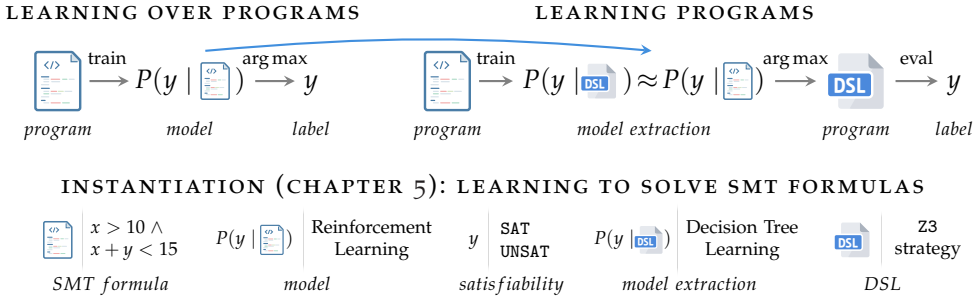 LEARNING OVER PROGRAMS
LEARNING PROGRAMS
train
P(y | </>)
arg max
y
program
model
label
train
P(y | DSL) ≈ P(y | </>)
arg max
DSL
eval
y
program
model extraction
program
label
INSTANTIATION (CHAPTER 5): LEARNING TO SOLVE SMT FORMULAS
</>
x > 10 ∧
x + y < 15
SMT formula
P(y | </>)
Reinforcement
Learning
model
y
SAT
UNSAT
satisfiability
P(y | DSL)
Decision Tree
Learning
model extraction
DSL
Z3
strategy
DSL